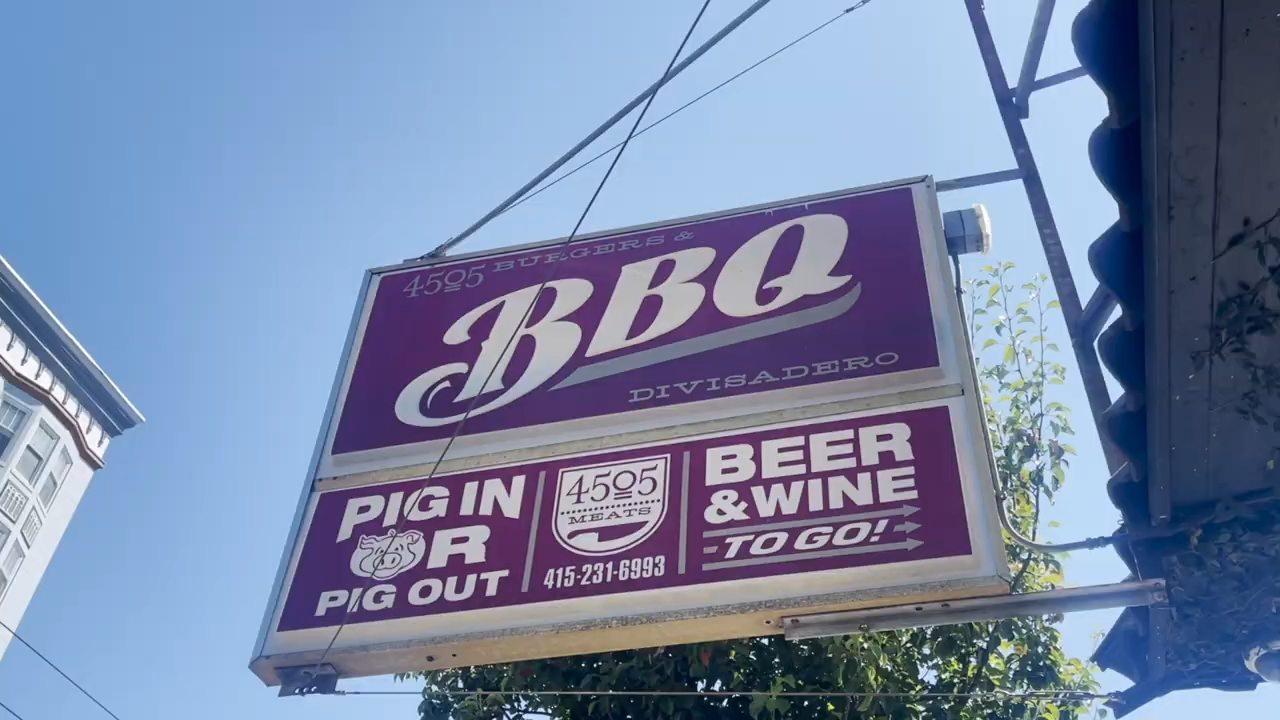 4505 BURGERS &
BBQ
DIVISADERO
PIG IN
OR
PIG OUT
4505
MEATS
415-231-6993
BEER
& WINE
TO GO!